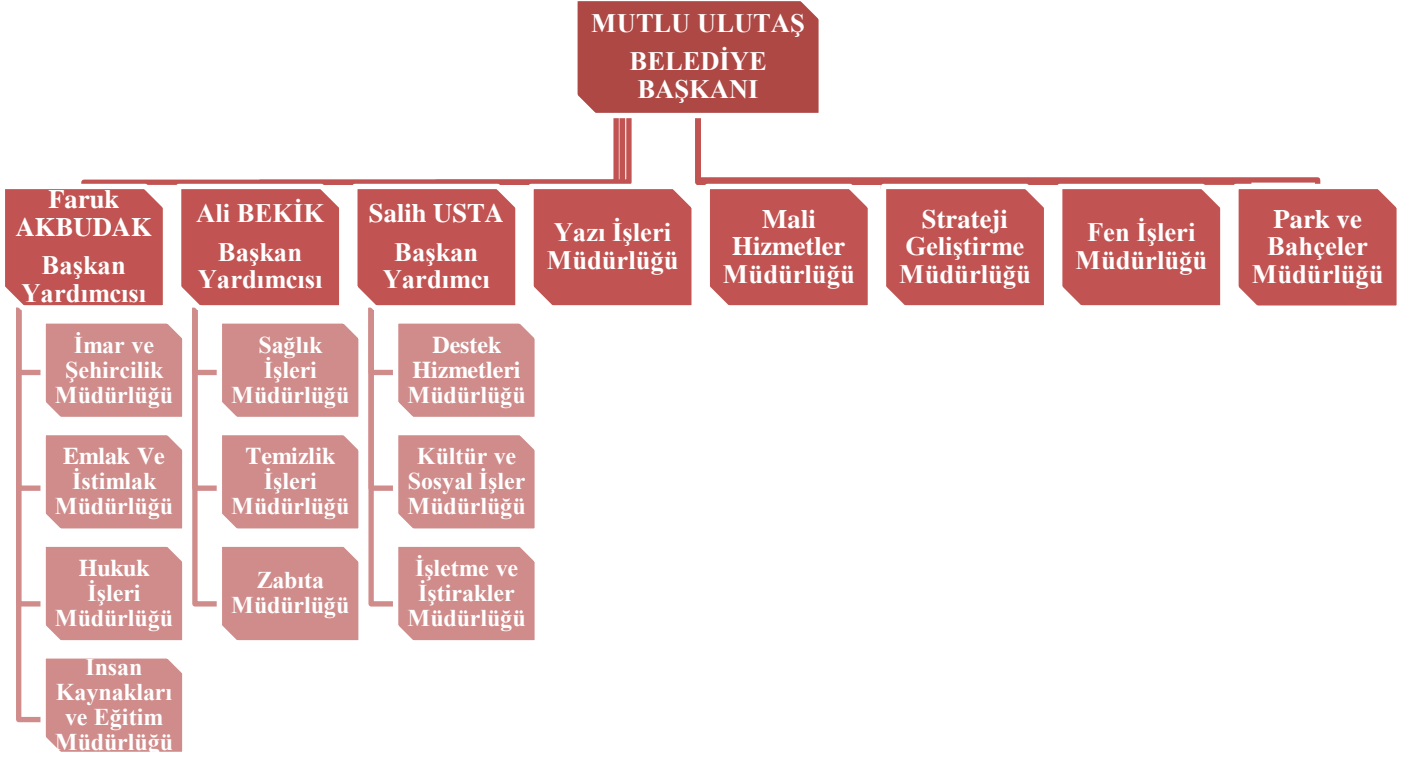 MUTLU ULUTAŞ
BELEDİYE
BAŞKANI
Faruk
AKBUDAK
Başkan
Yardımcısı
Ali BEKİK
Başkan
Yardımcısı
Salih USTA
Başkan
Yardımcı
Yazı İşleri
Müdürlüğü
Mali
Hizmetler
Müdürlüğü
Strateji
Geliştirme
Müdürlüğü
Fen İşleri
Müdürlüğü
Park ve
Bahçeler
Müdürlüğü
İmar ve
Şehircilik
Müdürlüğü
Emlak Ve
İstimlak
Müdürlüğü
Hukuk
İşleri
Müdürlüğü
İnsan
Kaynakları
ve Eğitim
Müdürlüğü
Sağlık
İşleri
Müdürlüğü
Temizlik
İşleri
Müdürlüğü
Zabıta
Müdürlüğü
Destek
Hizmetleri
Müdürlüğü
Kültür ve
Sosyal İşler
Müdürlüğü
İşletme ve
İştirakler
Müdürlüğü